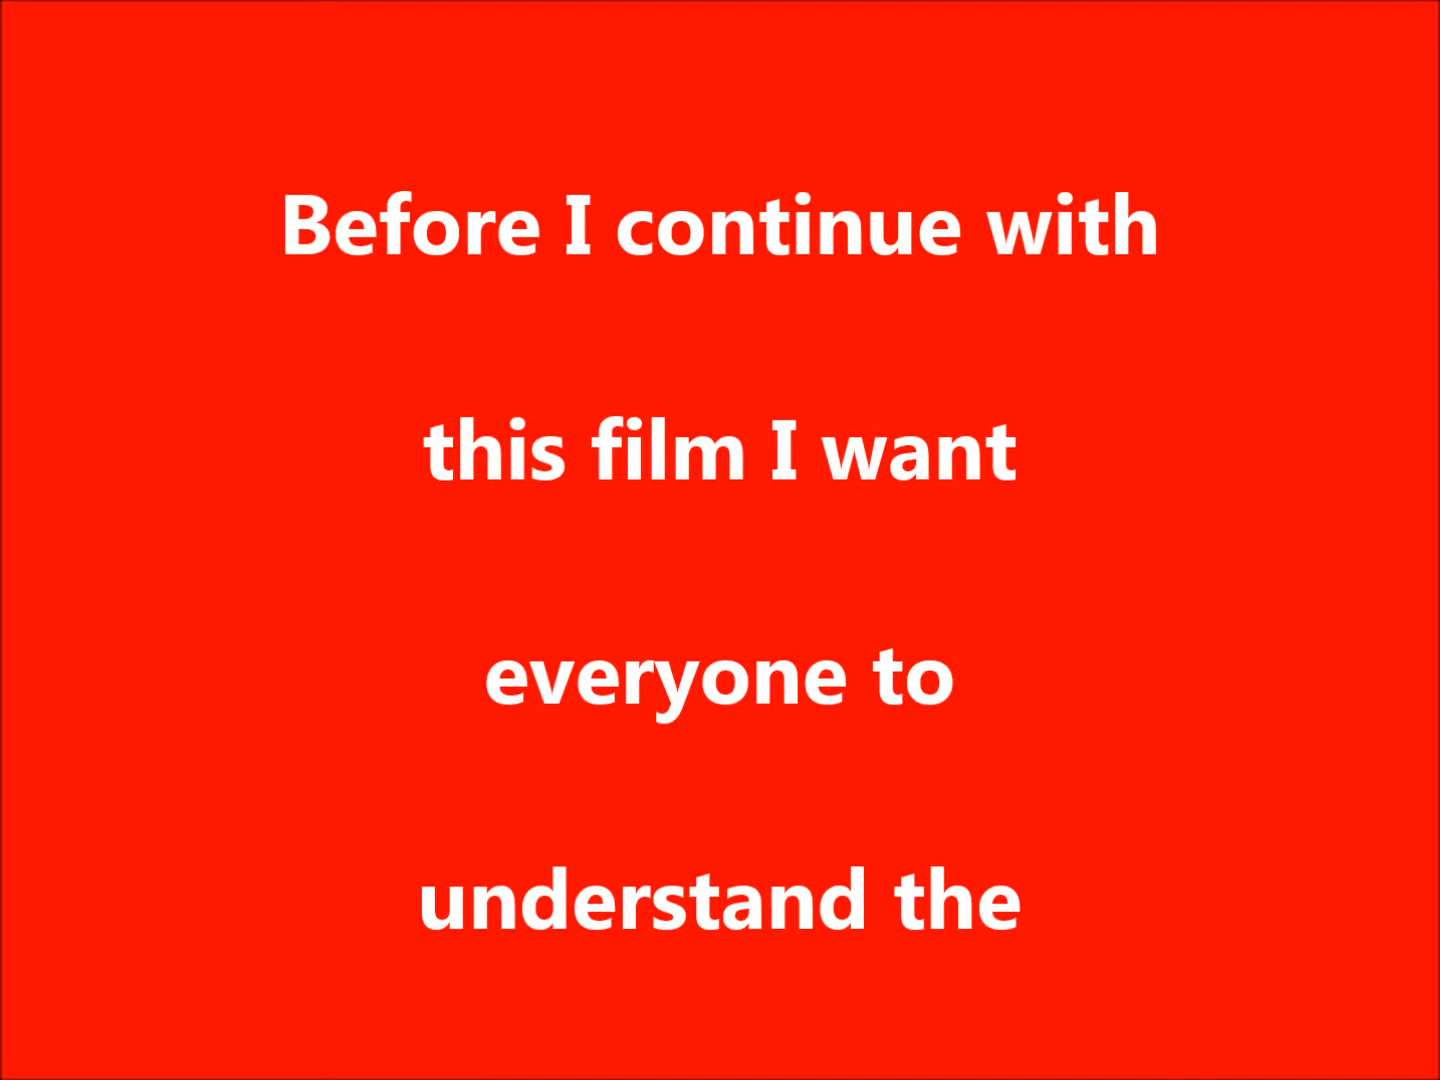 Before I continue with
this film I want
everyone to
understand the